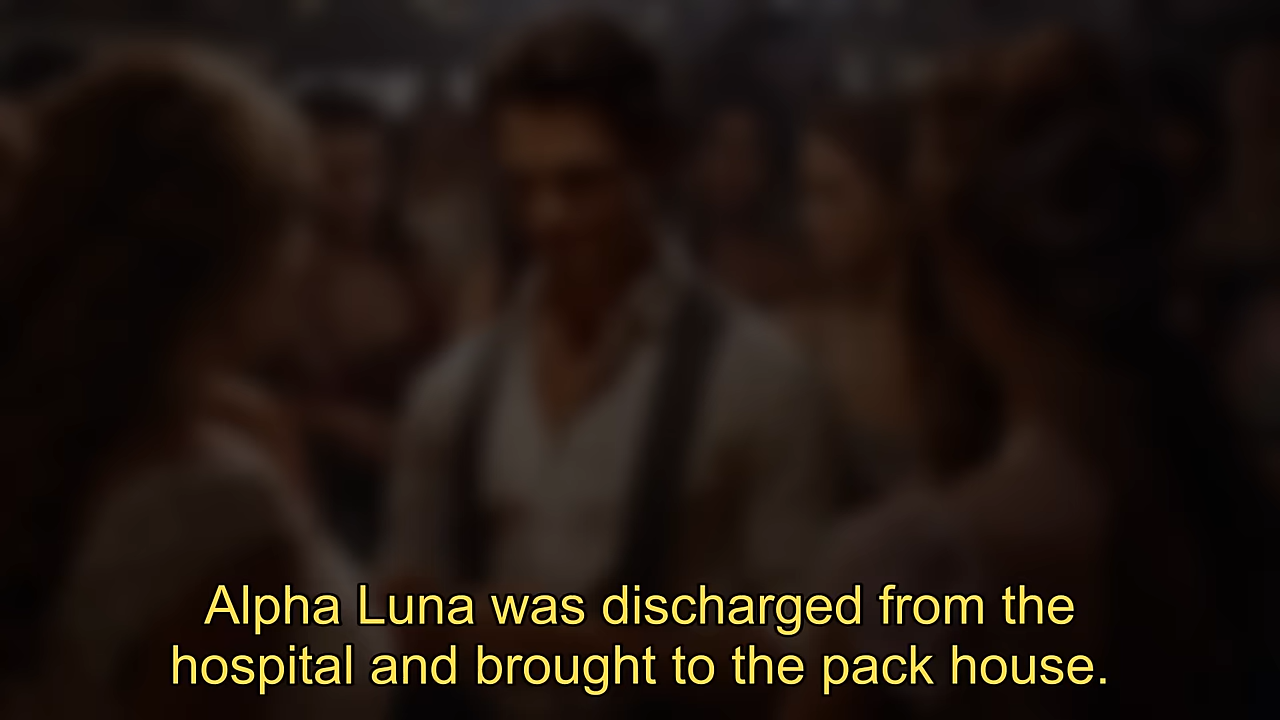 Alpha Luna was discharged from the
hospital and brought to the pack house.